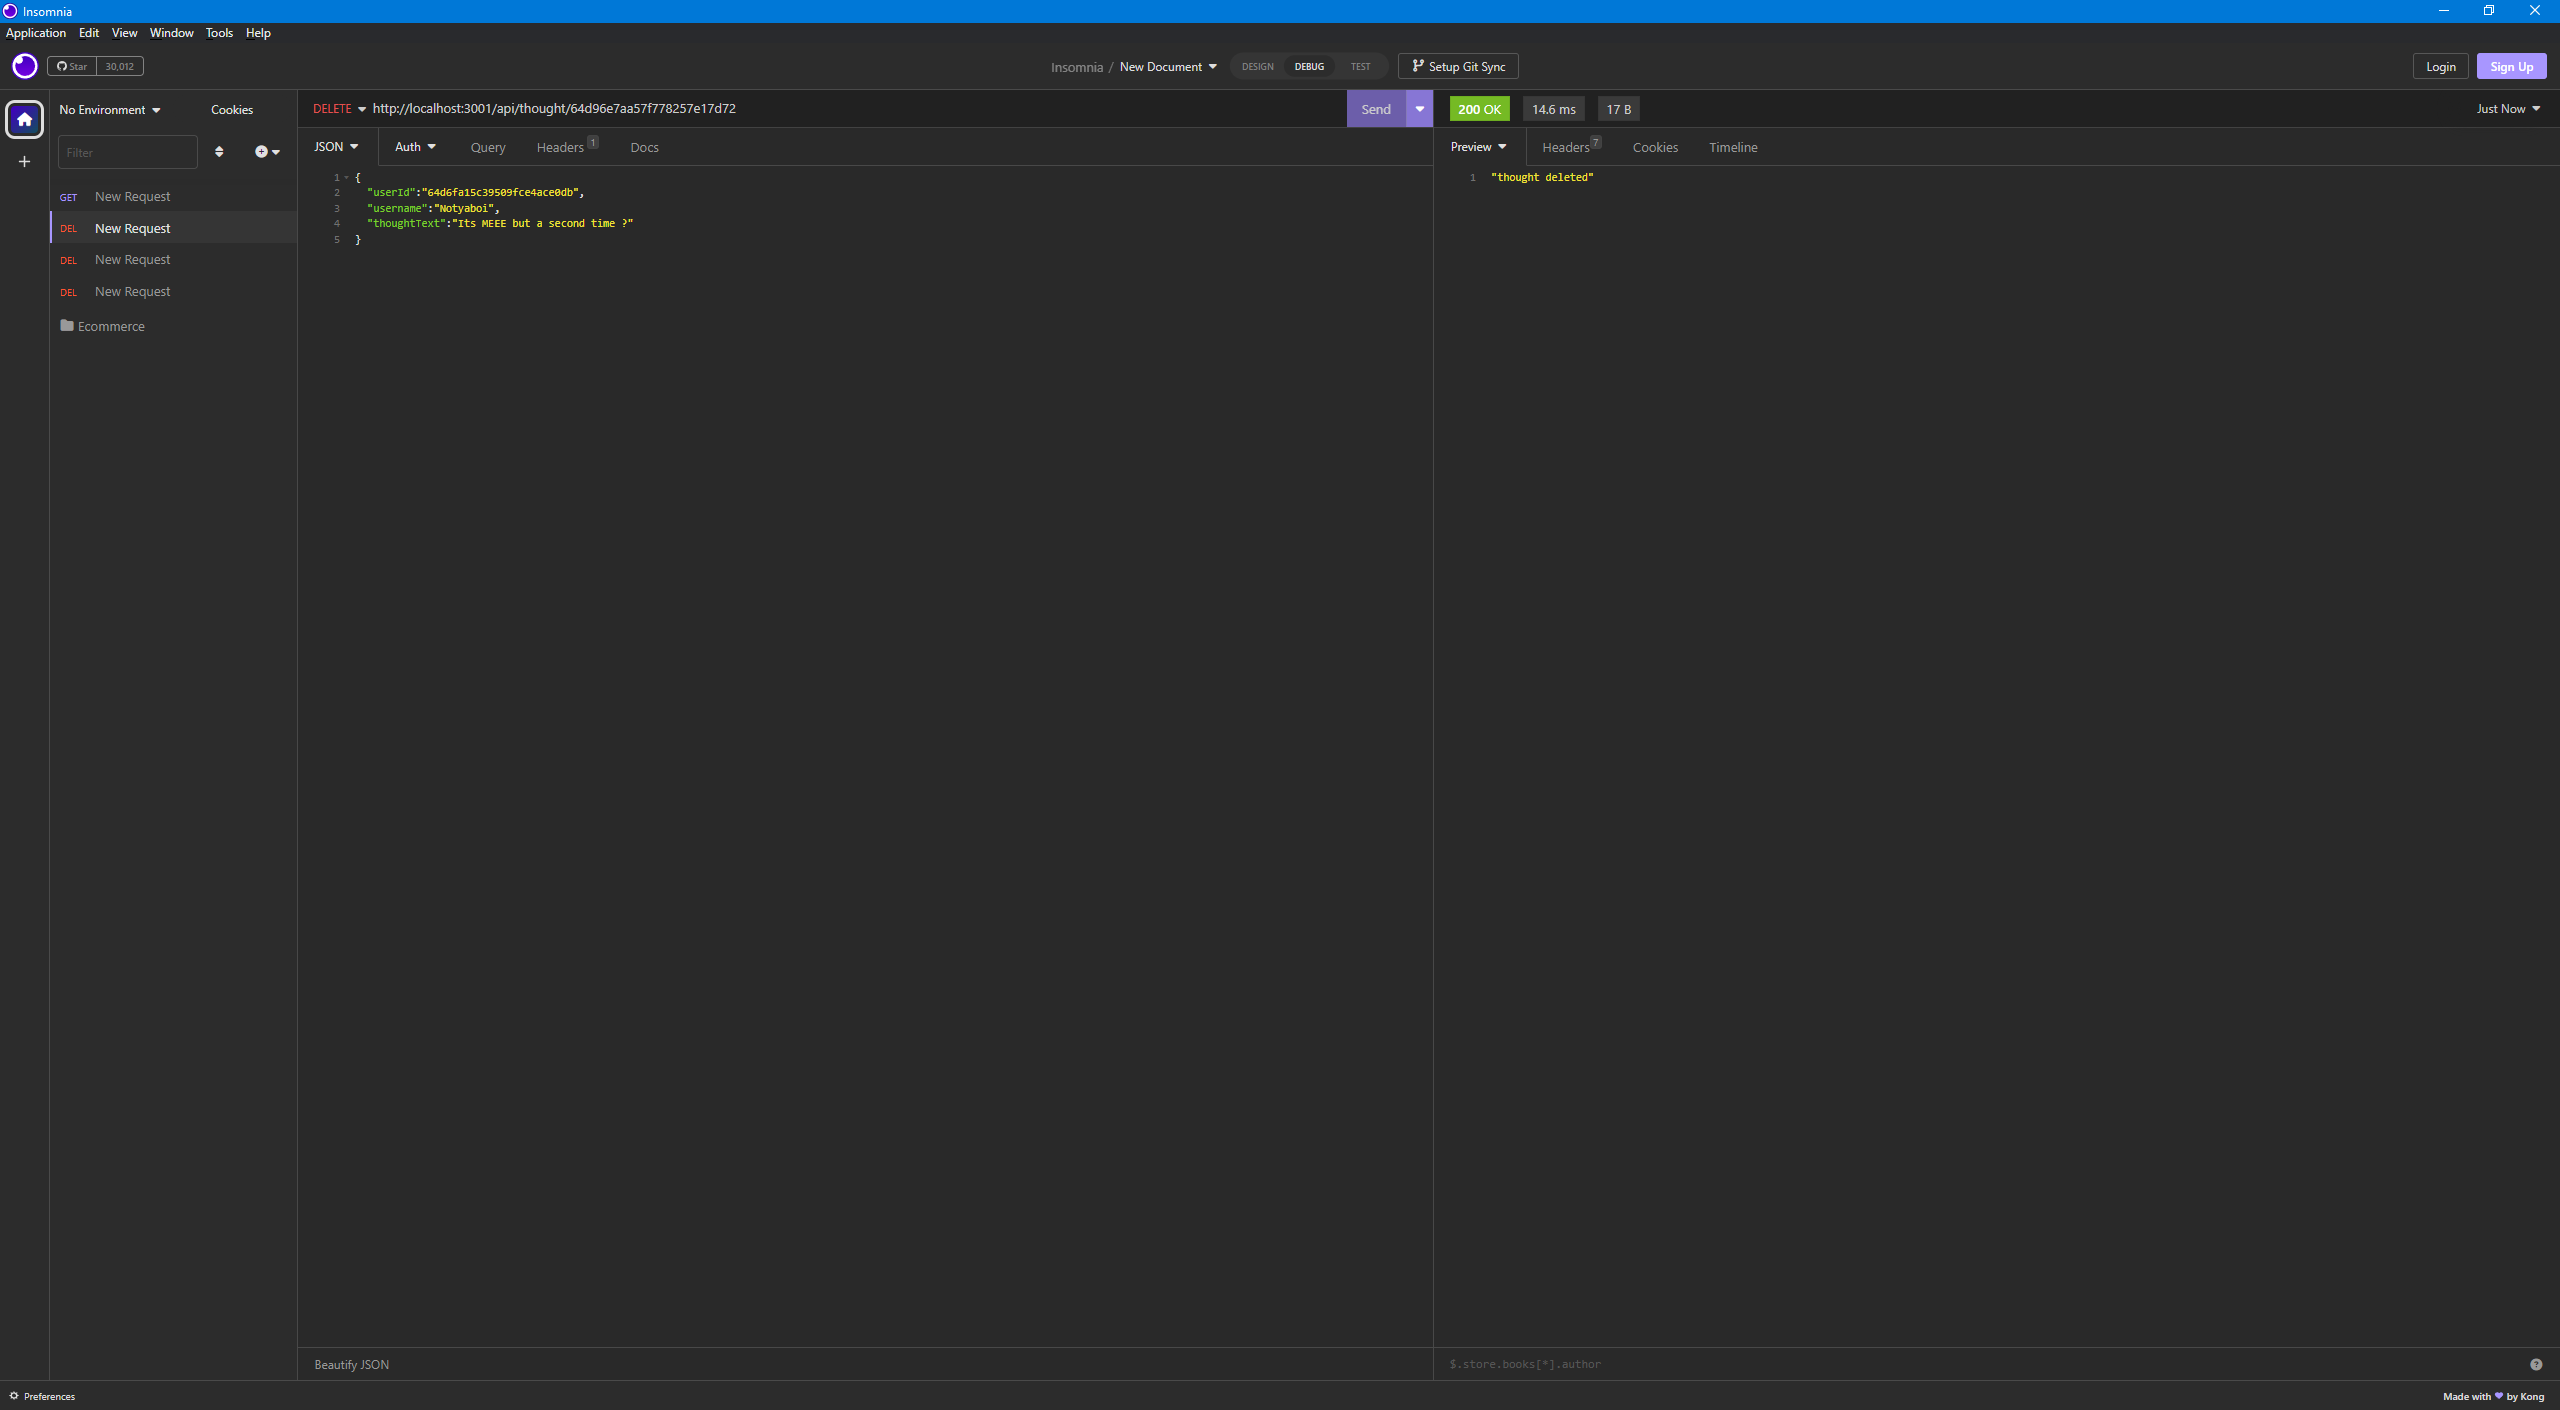 Insomnia
Application Edit View Window Tools Help
Star 30,012
Insomnia / New Document DESIGN DEBUG TEST Setup Git Sync
Login Sign Up
No Environment Cookies
Filter
GET New Request
DEL New Request
DEL New Request
DEL New Request
Ecommerce
DELETE http://localhost:3001/api/thought/64d96e7aa57f778257e17d72 Send
JSON Auth Query Headers 1 Docs
1 {
2 "userId":"64d6fa15c39509fce4ace0db",
3 "username":"Notyaboi",
4 "thoughtText":"Its MEEE but a second time ?"
5 }
Beautify JSON
200 OK 14.6 ms 17 B Just Now
Preview Headers 7 Cookies Timeline
1 "thought deleted"
$.store.books[*].author
Preferences
Made with ♥ by Kong